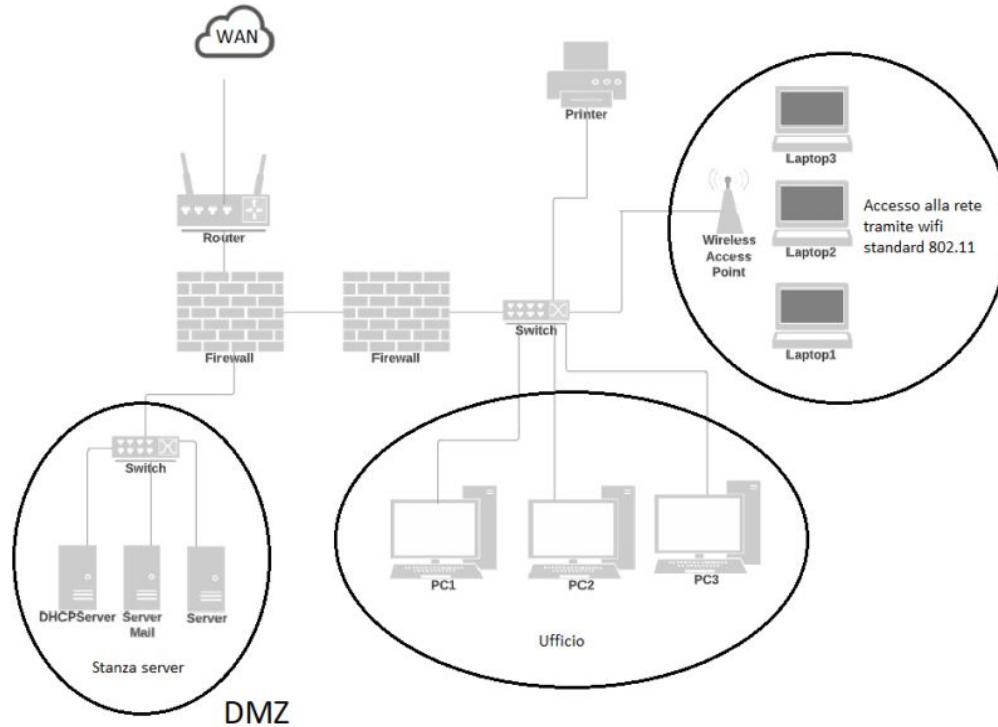 WAN
Printer
Laptop3
Router
Wireless
Access
Point
Laptop2
Accesso alla rete
tramite wifi
standard 802.11
Firewall
Firewall
Switch
Laptop1
Switch
DHCPServer
Server
Mail
Server
Stanza server
PC1
PC2
PC3
Ufficio
DMZ